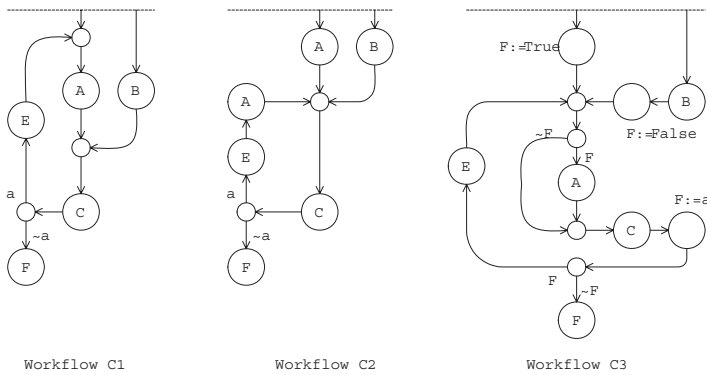 A
B
E
C
a
~a
F
Workflow C1
A
B
A
E
C
a
~a
F
Workflow C2
F:=True
B
F:=False
~F
F
E
A
F:=a
C
F
~F
F
Workflow C3